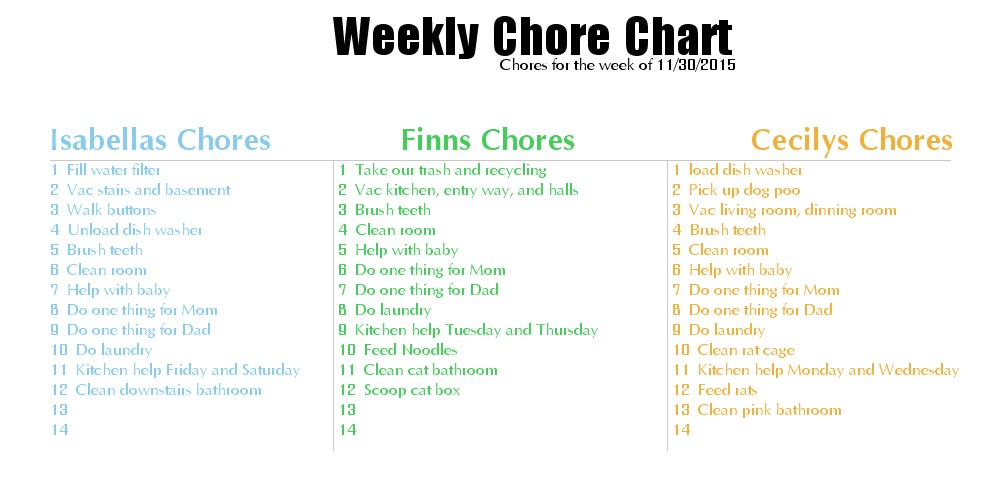 Weekly Chore Chart
Chores for the week of 11/30/2015
Isabellas Chores
1 Fill water filter
2 Vac stairs and basement
3 Walk buttons
4 Unload dish washer
5 Brush teeth
6 Clean room
7 Help with baby
8 Do one thing for Mom
9 Do one thing for Dad
10 Do laundry
11 Kitchen help Friday and Saturday
12 Clean downstairs bathroom
13
14
Finns Chores
1 Take our trash and recycling
2 Vac kitchen, entry way, and halls
3 Brush teeth
4 Clean room
5 Help with baby
6 Do one thing for Mom
7 Do one thing for Dad
8 Do laundry
9 Kitchen help Tuesday and Thursday
10 Feed Noodles
11 Clean cat bathroom
12 Scoop cat box
13
14
Cecilys Chores
1 load dish washer
2 Pick up dog poo
3 Vac living room, dinning room
4 Brush teeth
5 Clean room
6 Help with baby
7 Do one thing for Mom
8 Do one thing for Dad
9 Do laundry
10 Clean rat cage
11 Kitchen help Monday and Wednesday
12 Feed rats
13 Clean pink bathroom
14